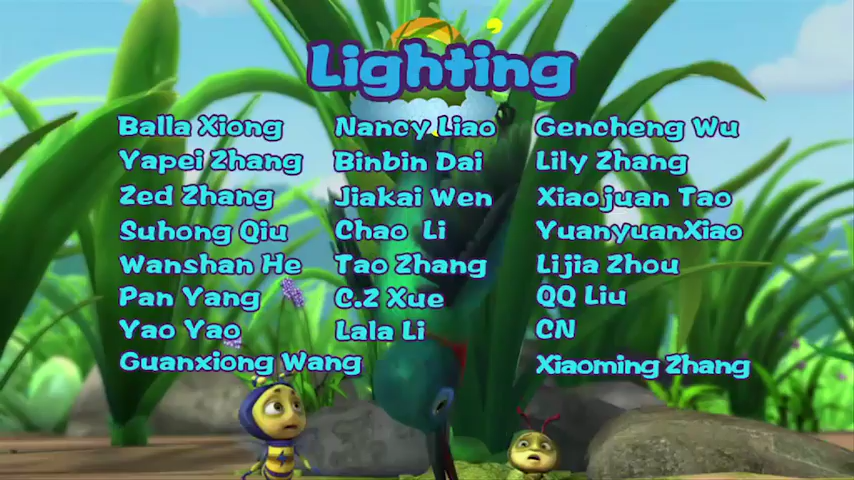 Lighting
Balla Xiong Nancy Liao Gencheng Wu
Yapei Zhang Binbin Dai Lily Zhang
Zed Zhang Jiakai Wen Xiaojuan Tao
Suhong Qiu Chao Li YuanyuanXiao
Wanshan He Tao Zhang Lijia Zhou
Pan Yang C.Z Xue QQ Liu
Yao Yao Lala Li CN
Guanxiong Wang Xiaoming Zhang